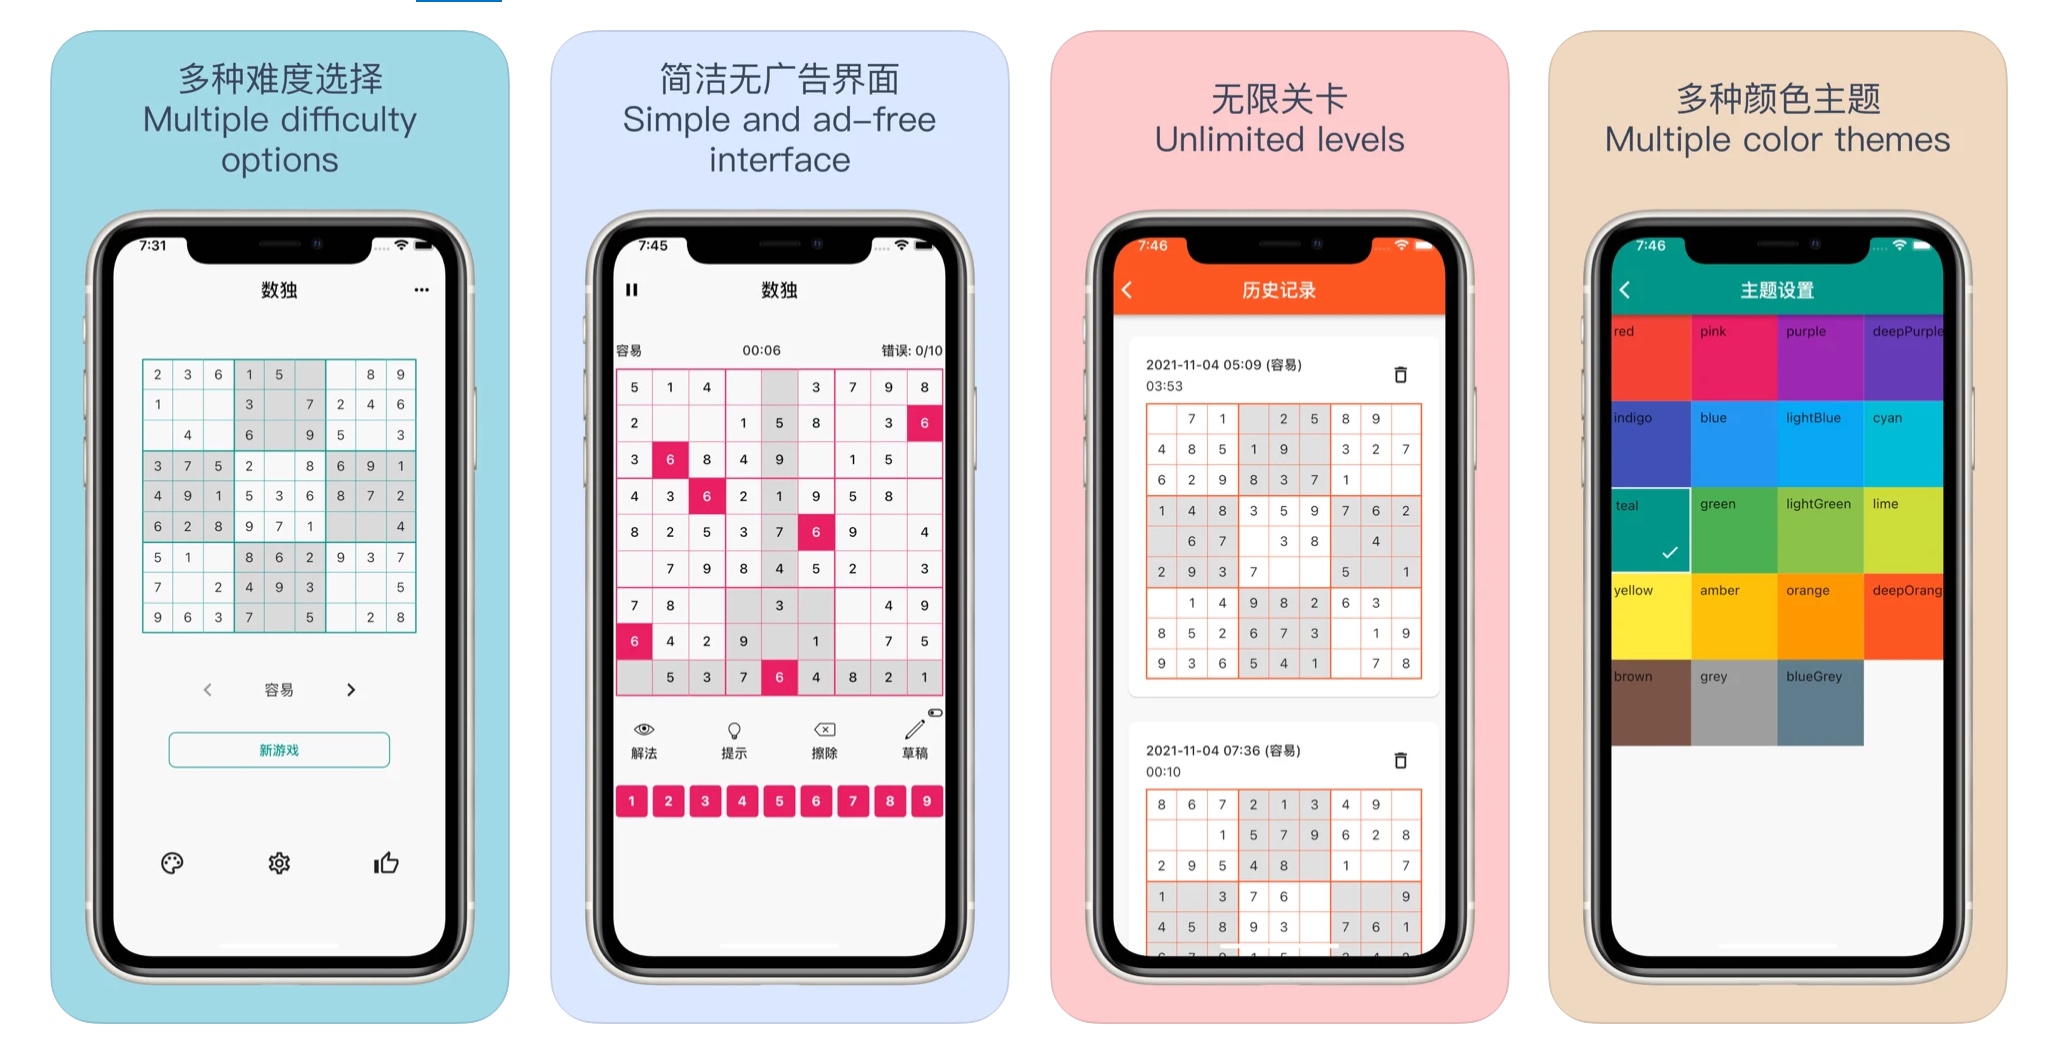 多种难度选择
Multiple difficulty
options
7:31
数独
...
2 3 6 1 5 8 9
1 3 7 2 4 6
4 6 9 5 3
3 7 5 2 8 6 9 1
4 9 1 5 3 6 8 7 2
6 2 8 9 7 1 4
5 1 8 6 2 9 3 7
7 2 4 9 3 5
9 6 3 7 5 2 8
< 容易 >
新游戏
简洁无广告界面
Simple and ad-free
interface
7:45
数独
容易 00:06 错误: 0/10
5 1 4 3 7 9 8
2 1 5 8 3 6
3 6 8 4 9 1 5
4 3 6 2 1 9 5 8
8 2 5 3 7 6 9 4
7 9 8 4 5 2 3
7 8 3 4 9
6 4 2 9 1 7 5
5 3 7 6 4 8 2 1
解法 提示 擦除 草稿
1 2 3 4 5 6 7 8 9
无限关卡
Unlimited levels
7:46
历史记录
2021-11-04 05:09 (容易)
03:53
7 1 2 5 8 9
4 8 5 1 9 3 2 7
6 2 9 8 3 7 1
1 4 8 3 5 9 7 6 2
6 7 3 8 4
2 9 3 7 5 1
1 4 9 8 2 6 3
8 5 2 6 7 3 1 9
9 3 6 5 4 1 7 8
2021-11-04 07:36 (容易)
00:10
8 6 7 2 1 3 4 9
1 5 7 9 6 2 8
2 9 5 4 8 1 7
1 3 7 6 9
4 5 8 9 3 7 6 1
多种颜色主题
Multiple color themes
7:46
主题设置
red pink purple deepPurple
indigo blue lightBlue cyan
teal green lightGreen lime
yellow amber orange deepOrang
brown grey blueGrey